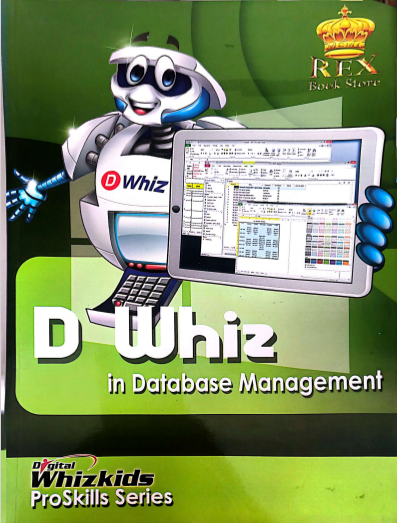 REX
Book Store
D Whiz
D Whiz
in Database Management
Digital
Whizkids
ProSkills Series